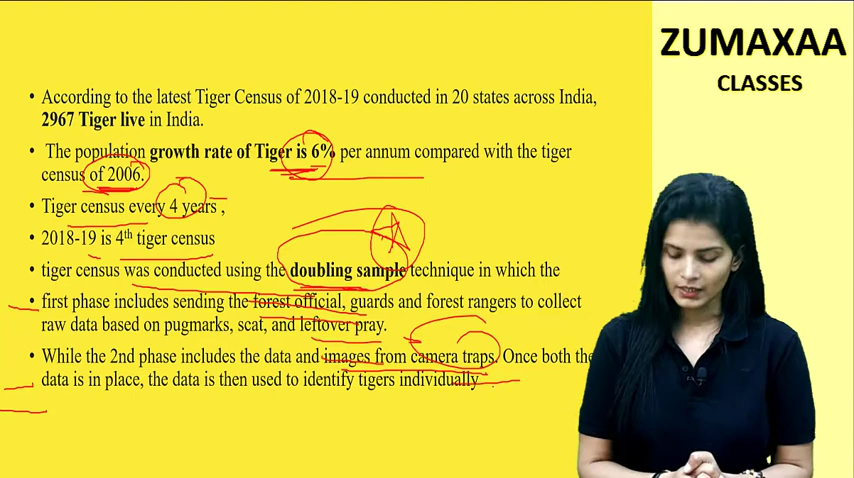 ZUMAXAA
CLASSES
• According to the latest Tiger Census of 2018-19 conducted in 20 states across India,
2967 Tiger live in India.
• The population growth rate of Tiger is 6% per annum compared with the tiger
census of 2006.
• Tiger census every 4 years ,
• 2018-19 is 4th tiger census
• tiger census was conducted using the doubling sample technique in which the
• first phase includes sending the forest official, guards and forest rangers to collect
raw data based on pugmarks, scat, and leftover pray.
• While the 2nd phase includes the data and images from camera traps. Once both the
data is in place, the data is then used to identify tigers individually